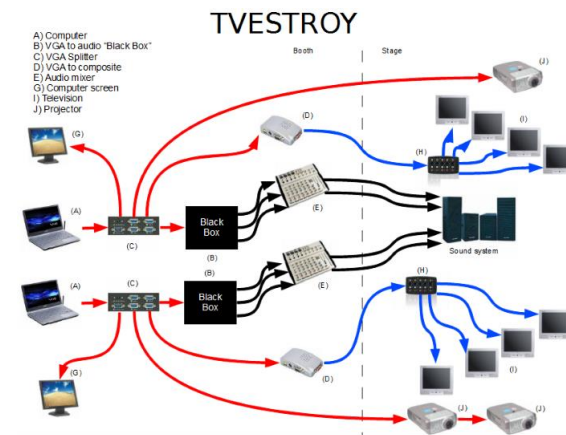 TVESTROY
A) Computer
B) VGA to audio "Black Box"
C) VGA Splitter
D) VGA to composite
E) Audio mixer
G) Computer screen
I) Television
J) Projector
Booth
Stage
(J)
(G)
(D)
(H)
(I)
(A)
(C)
Black
Box
(B)
(E)
Sound system
(B)
(A)
(C)
Black
Box
(E)
(H)
(G)
(D)
(I)
(J)
(J)